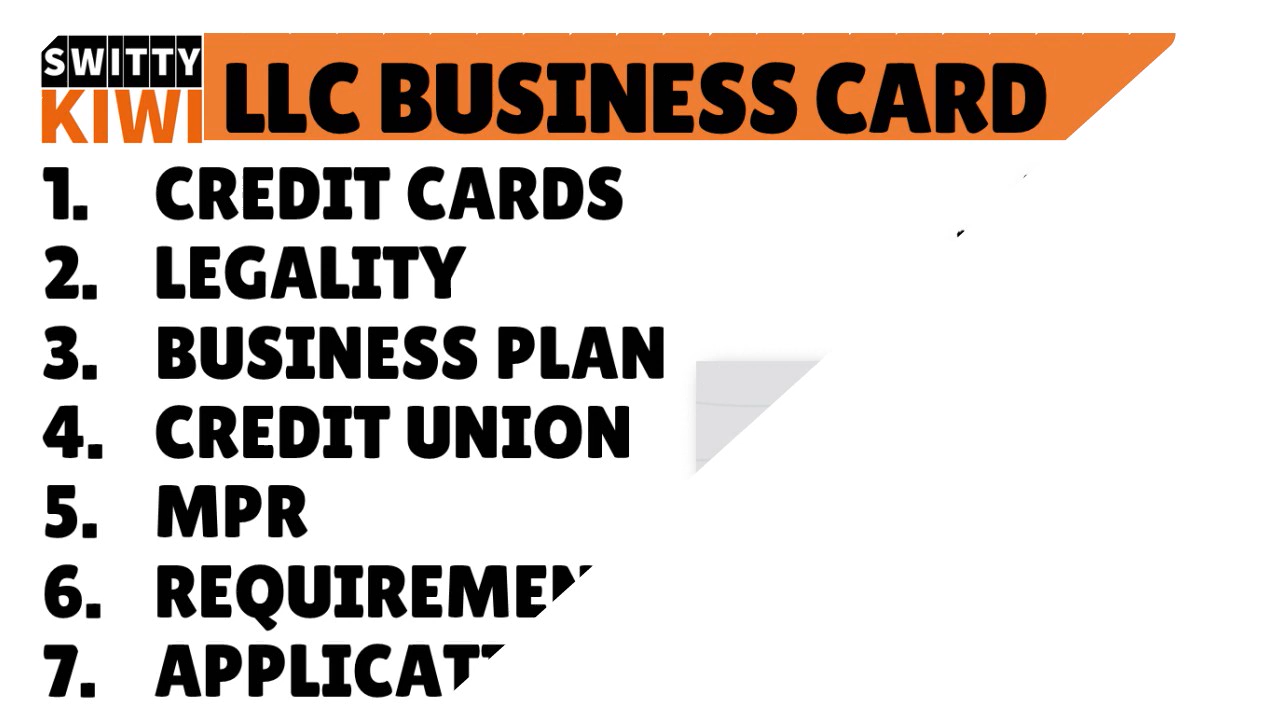 SWITTY
KIWI
LLC BUSINESS CARD
1. CREDIT CARDS
2. LEGALITY
3. BUSINESS PLAN
4. CREDIT UNION
5. MPR
6. REQUIREMEN
7. APPLICAT